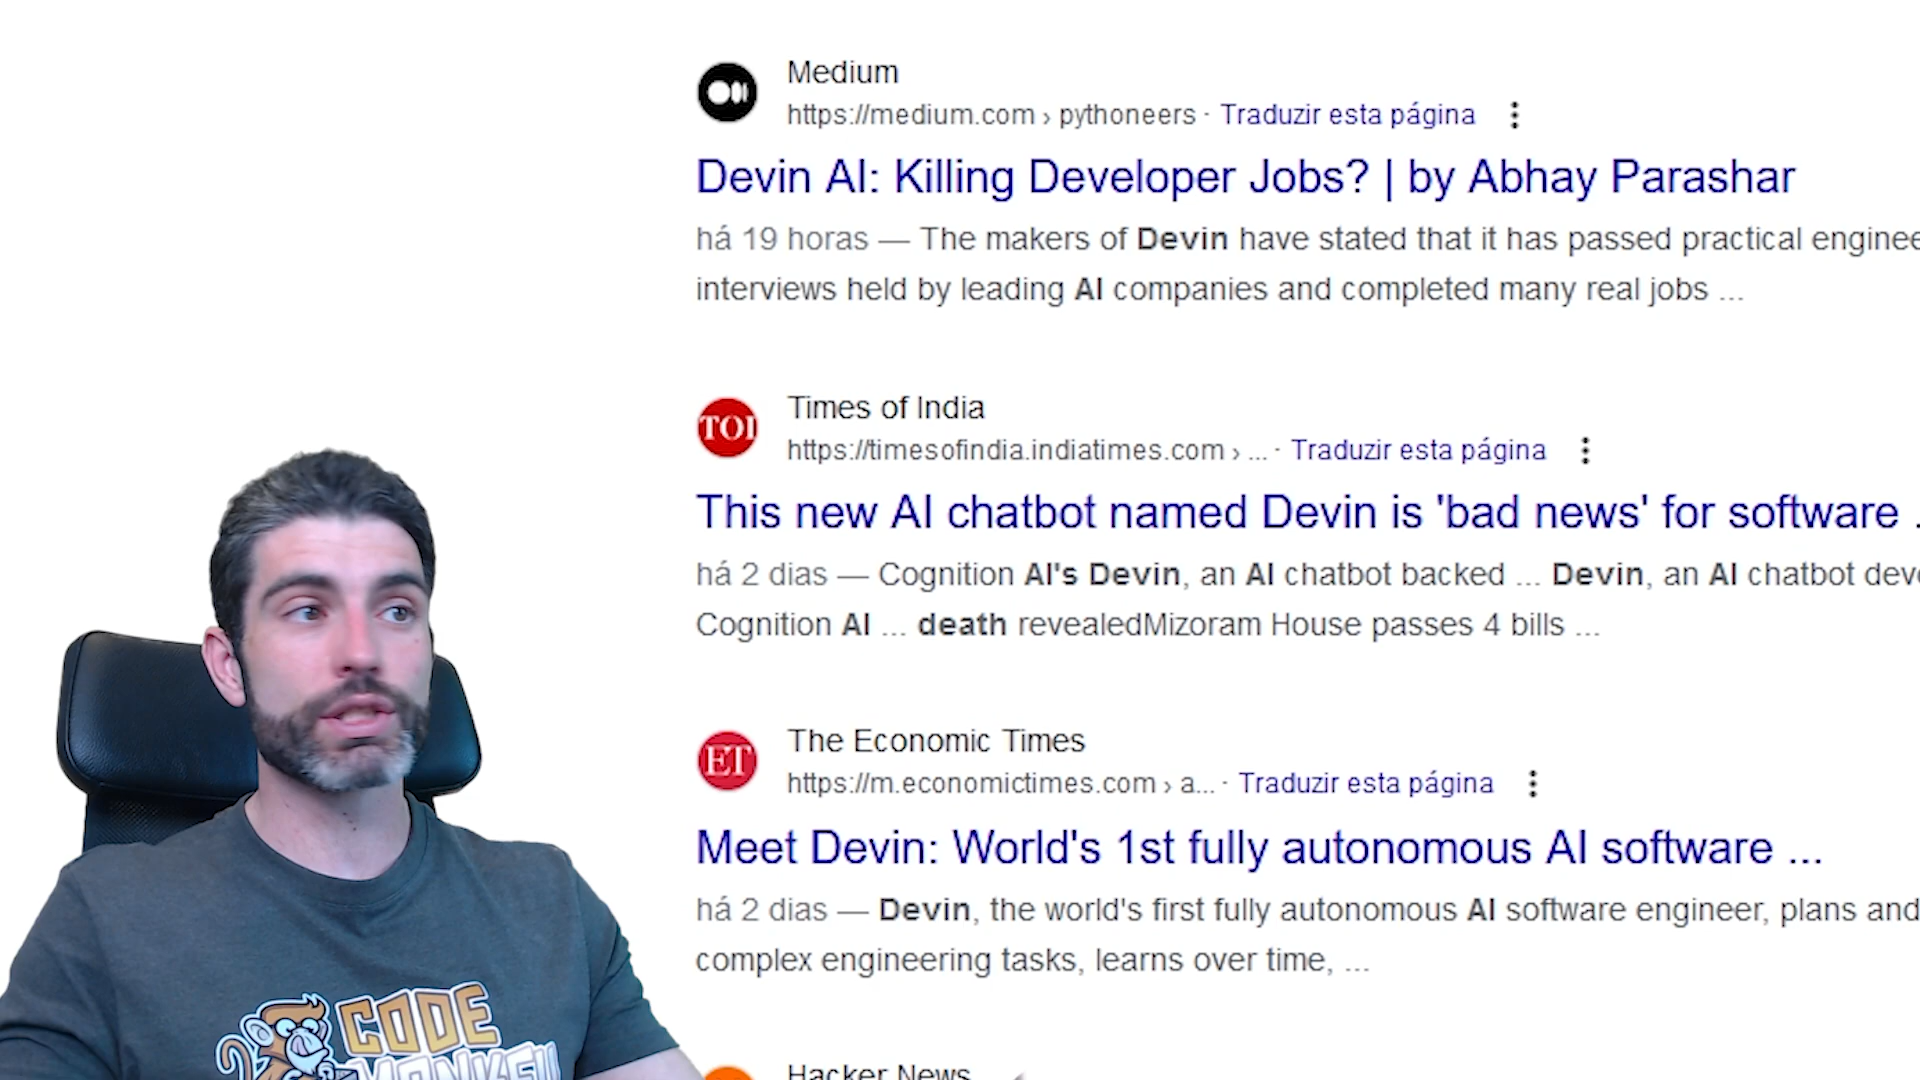 Medium
https://medium.com › pythoneers · Traduzir esta página
Devin AI: Killing Developer Jobs? | by Abhay Parashar
há 19 horas — The makers of Devin have stated that it has passed practical enginee
interviews held by leading AI companies and completed many real jobs ...
TOI
Times of India
https://timesofindia.indiatimes.com › ... · Traduzir esta página
This new AI chatbot named Devin is 'bad news' for software .
há 2 dias — Cognition AI's Devin, an AI chatbot backed ... Devin, an AI chatbot deve
Cognition AI ... death revealedMizoram House passes 4 bills ...
ET
The Economic Times
https://m.economictimes.com › a... · Traduzir esta página
Meet Devin: World's 1st fully autonomous AI software ...
há 2 dias — Devin, the world's first fully autonomous AI software engineer, plans and
complex engineering tasks, learns over time, ...
Hacker News
CODE
MONKEY